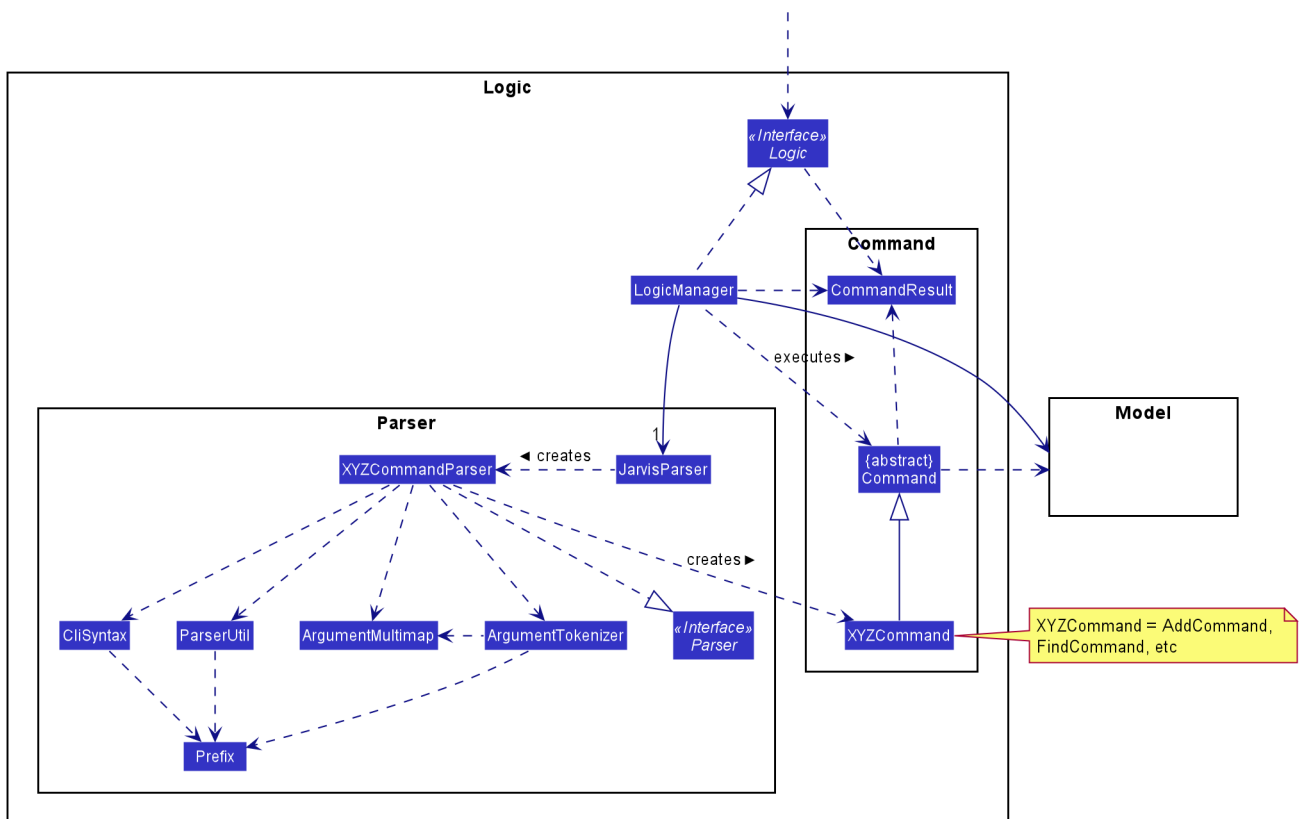 Logic
«Interface»
Logic
Command
LogicManager
CommandResult
executes ►
Parser
Model
1
◄ creates
XYZCommandParser
JarvisParser
{abstract}
Command
creates ►
CliSyntax
ParserUtil
ArgumentMultimap
ArgumentTokenizer
«Interface»
Parser
XYZCommand
XYZCommand = AddCommand,
FindCommand, etc
Prefix